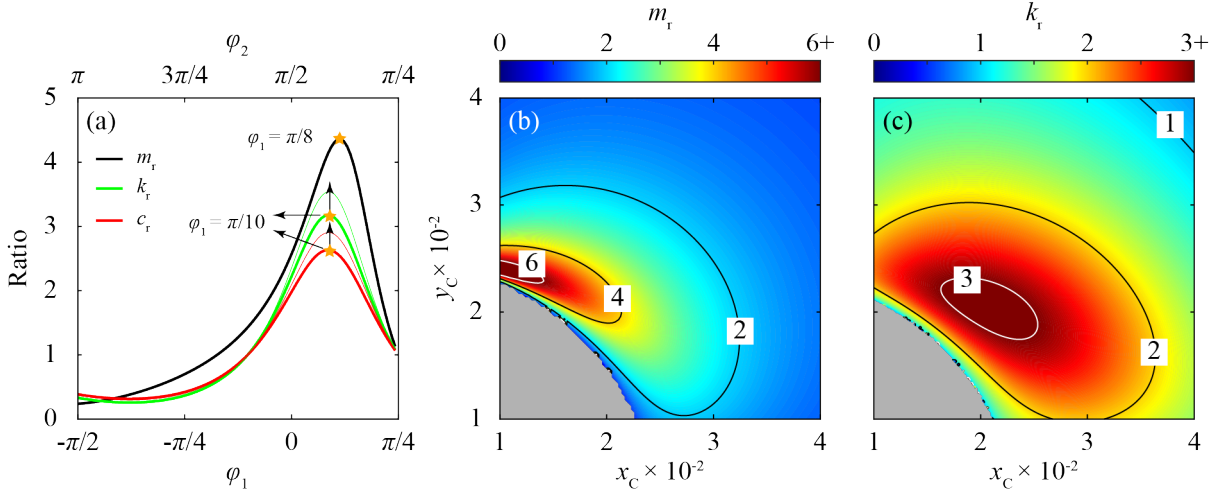 φ₂
π 3π/4 π/2 π/4
(a)
5
4
3
2
1
0
Ratio
mᵣ
kᵣ
cᵣ
φ₁ = π/8
φ₁ = π/10
-π/2 -π/4 0 π/4
φ₁
mᵣ
0 2 4 6+
(b)
4
3
2
1
y_C × 10⁻²
6
4
2
1 2 3 4
x_C × 10⁻²
kᵣ
0 1 2 3+
(c)
1
3
2
1 2 3 4
x_C × 10⁻²